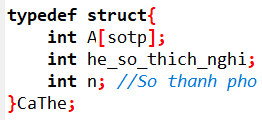 typedef struct{
    int A[sotp];
    int he_so_thich_nghi;
    int n; //So thanh pho
}CaThe;